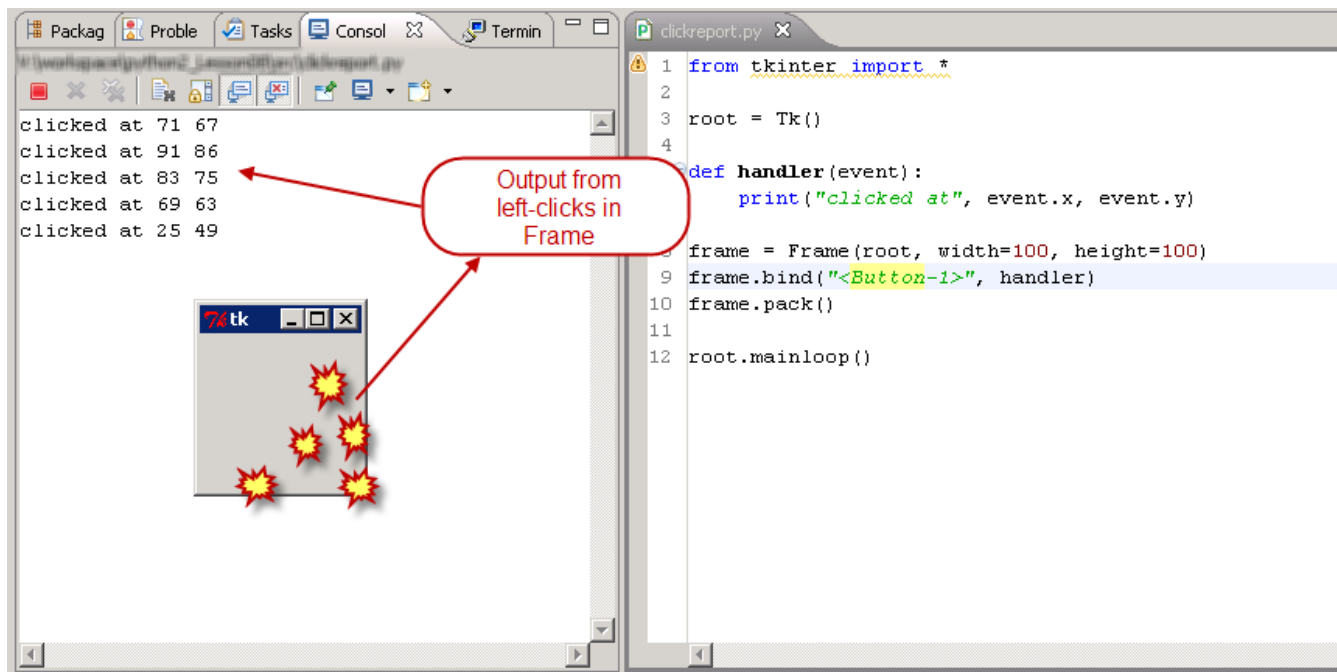 Packag Proble Tasks Consol Termin
clicked at 71 67
clicked at 91 86
clicked at 83 75
clicked at 69 63
clicked at 25 49
Output from
left-clicks in
Frame
tk
clickreport.py
1 from tkinter import *
2
3 root = Tk()
4
def handler(event):
print("clicked at", event.x, event.y)
8 frame = Frame(root, width=100, height=100)
9 frame.bind("<Button-1>", handler)
10 frame.pack()
11
12 root.mainloop()